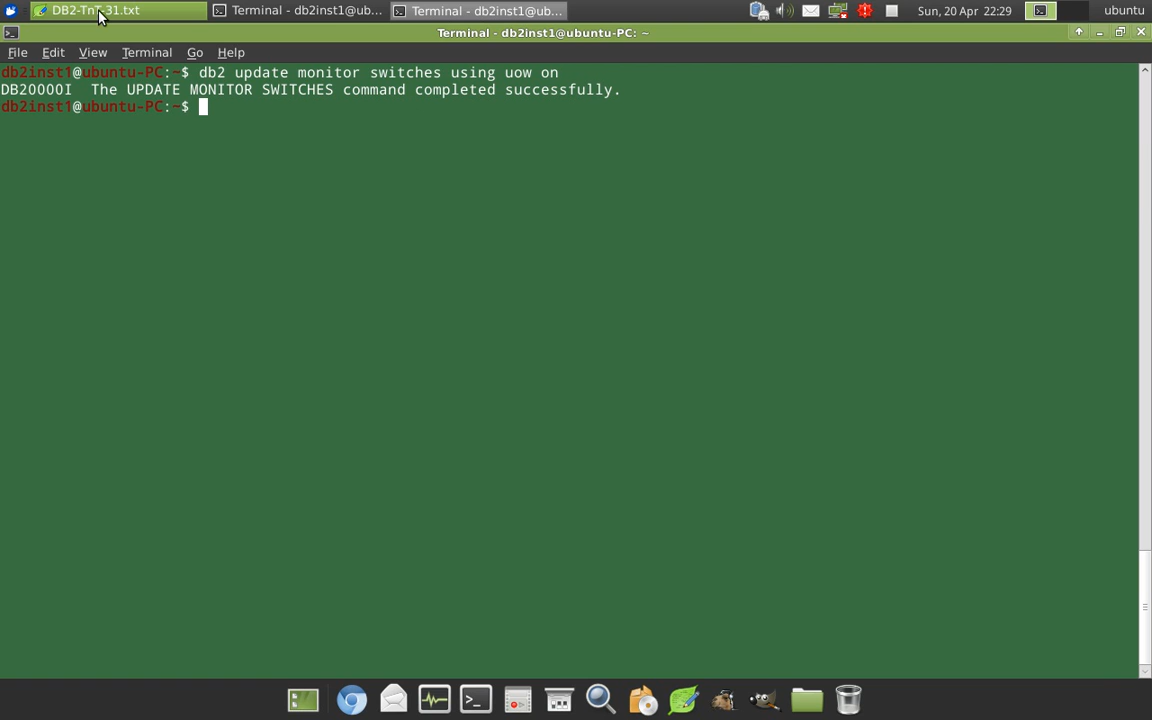 DB2-TnT-31.txt
Terminal - db2inst1@ub...
Terminal - db2inst1@ub...
Sun, 20 Apr 22:29
ubuntu
Terminal - db2inst1@ubuntu-PC: ~
File Edit View Terminal Go Help
db2inst1@ubuntu-PC:~$ db2 update monitor switches using uow on
DB20000I  The UPDATE MONITOR SWITCHES command completed successfully.
db2inst1@ubuntu-PC:~$